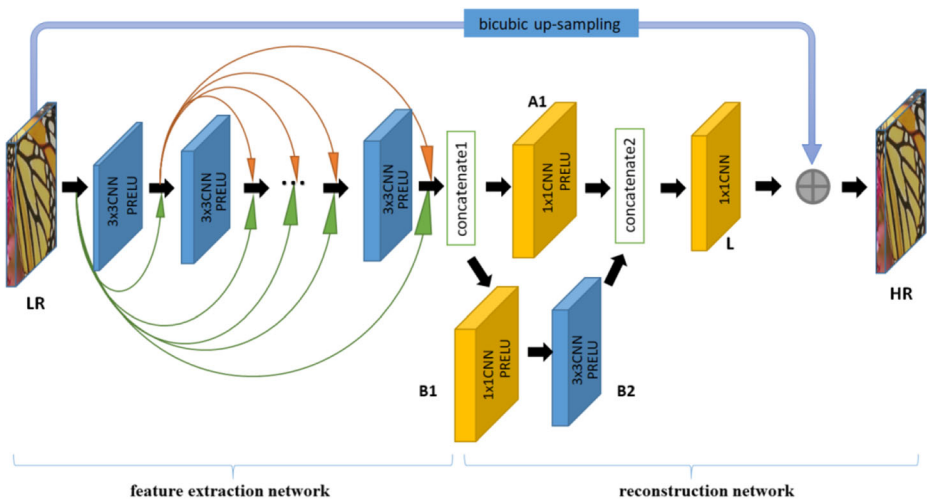 bicubic up-sampling
LR
3x3CNN
PRELU
3x3CNN
PRELU
...
3x3CNN
PRELU
concatenate1
A1
1x1CNN
PRELU
concatenate2
1x1CNN
L
HR
B1
1x1CNN
PRELU
3x3CNN
PRELU
B2
feature extraction network
reconstruction network